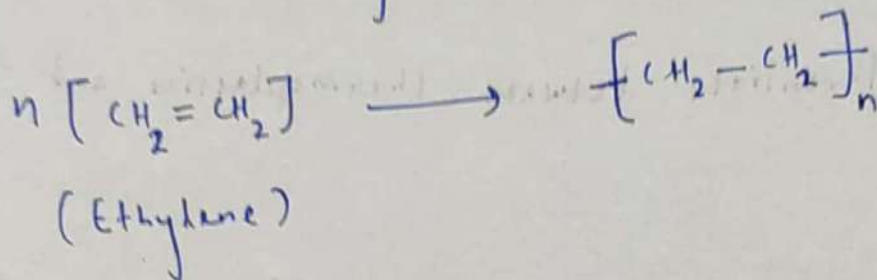 n [ CH₂ = CH₂ ] ⟶ -[ CH₂ - CH₂ ]-ₙ
(Ethylene)